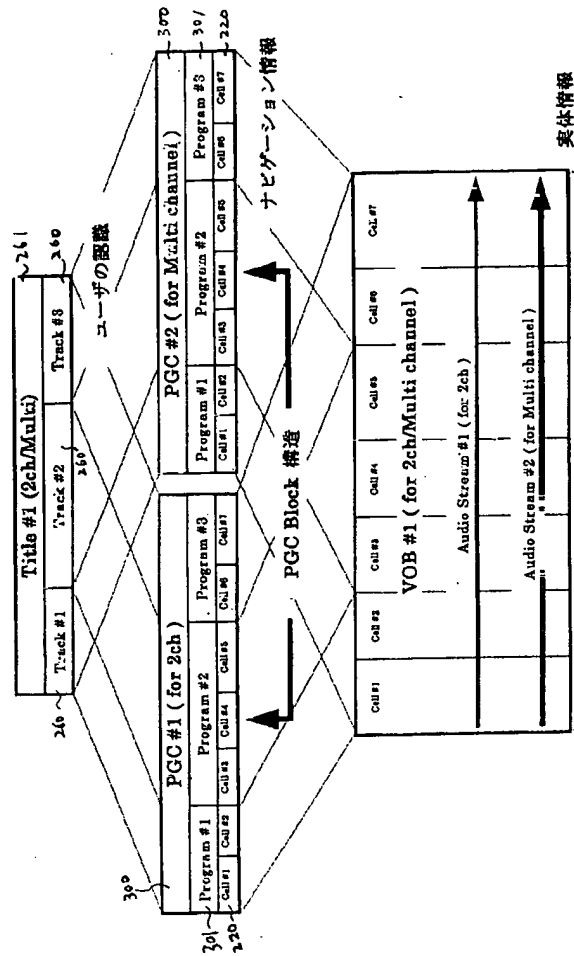 261
Title #1 (2ch/Multi)
260
Track #1
Track #2
Track #3
260
260'
ユーザの認識
300
PGC #1 ( for 2ch )
PGC #2 ( for Multi channel )
300
301
Program #1
Program #2
Program #3
Program #1
Program #2
Program #3
301
220
Cell #1
Cell #2
Cell #3
Cell #4
Cell #5
Cell #6
Cell #7
Cell #1
Cell #2
Cell #3
Cell #4
Cell #5
Cell #6
Cell #7
220
ナビゲーション情報
PGC Block 構造
Cell #1
Cell #2
Cell #3
Cell #4
Cell #5
Cell #6
Cell #7
VOB #1 ( for 2ch/Multi channel )
Audio Stream #1 ( for 2ch )
Audio Stream #2 ( for Multi channel )
実体情報